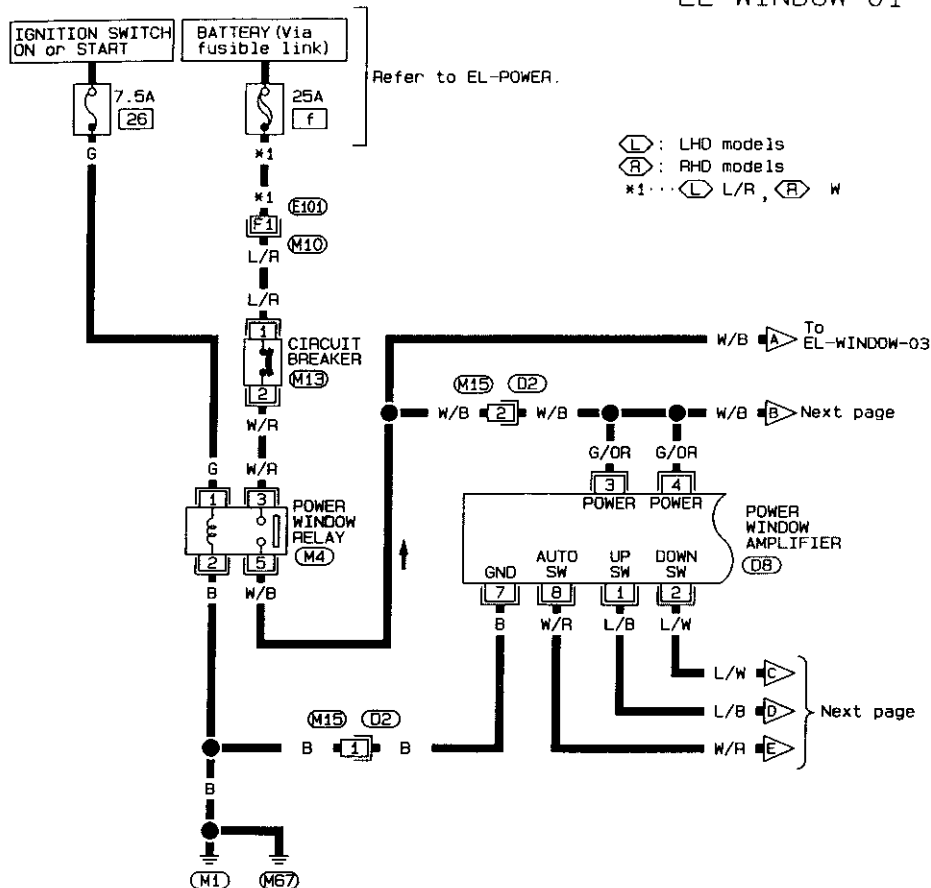 EL-WINDOW-01
IGNITION SWITCH
ON or START
BATTERY (Via
fusible link)
Refer to EL-POWER.
7.5A
26
25A
f
G
*1
*1
E101
F1
M10
L/R
L/R
1
CIRCUIT
BREAKER
M13
2
W/R
L : LHD models
R : RHD models
*1··· L L/R , R W
W/B A To
EL-WINDOW-03
M15 D2
W/B 2 W/B
W/B B Next page
G/OR G/OR
3 4
POWER POWER
G W/R
1 3
POWER
WINDOW
RELAY
M4
2 5
B W/B
POWER
WINDOW
AMPLIFIER
D8
GND AUTO SW UP SW DOWN SW
7 8 1 2
B W/R L/B L/W
L/W C
L/B D
W/R E
Next page
M15 D2
B 1 B
B
M1 M67